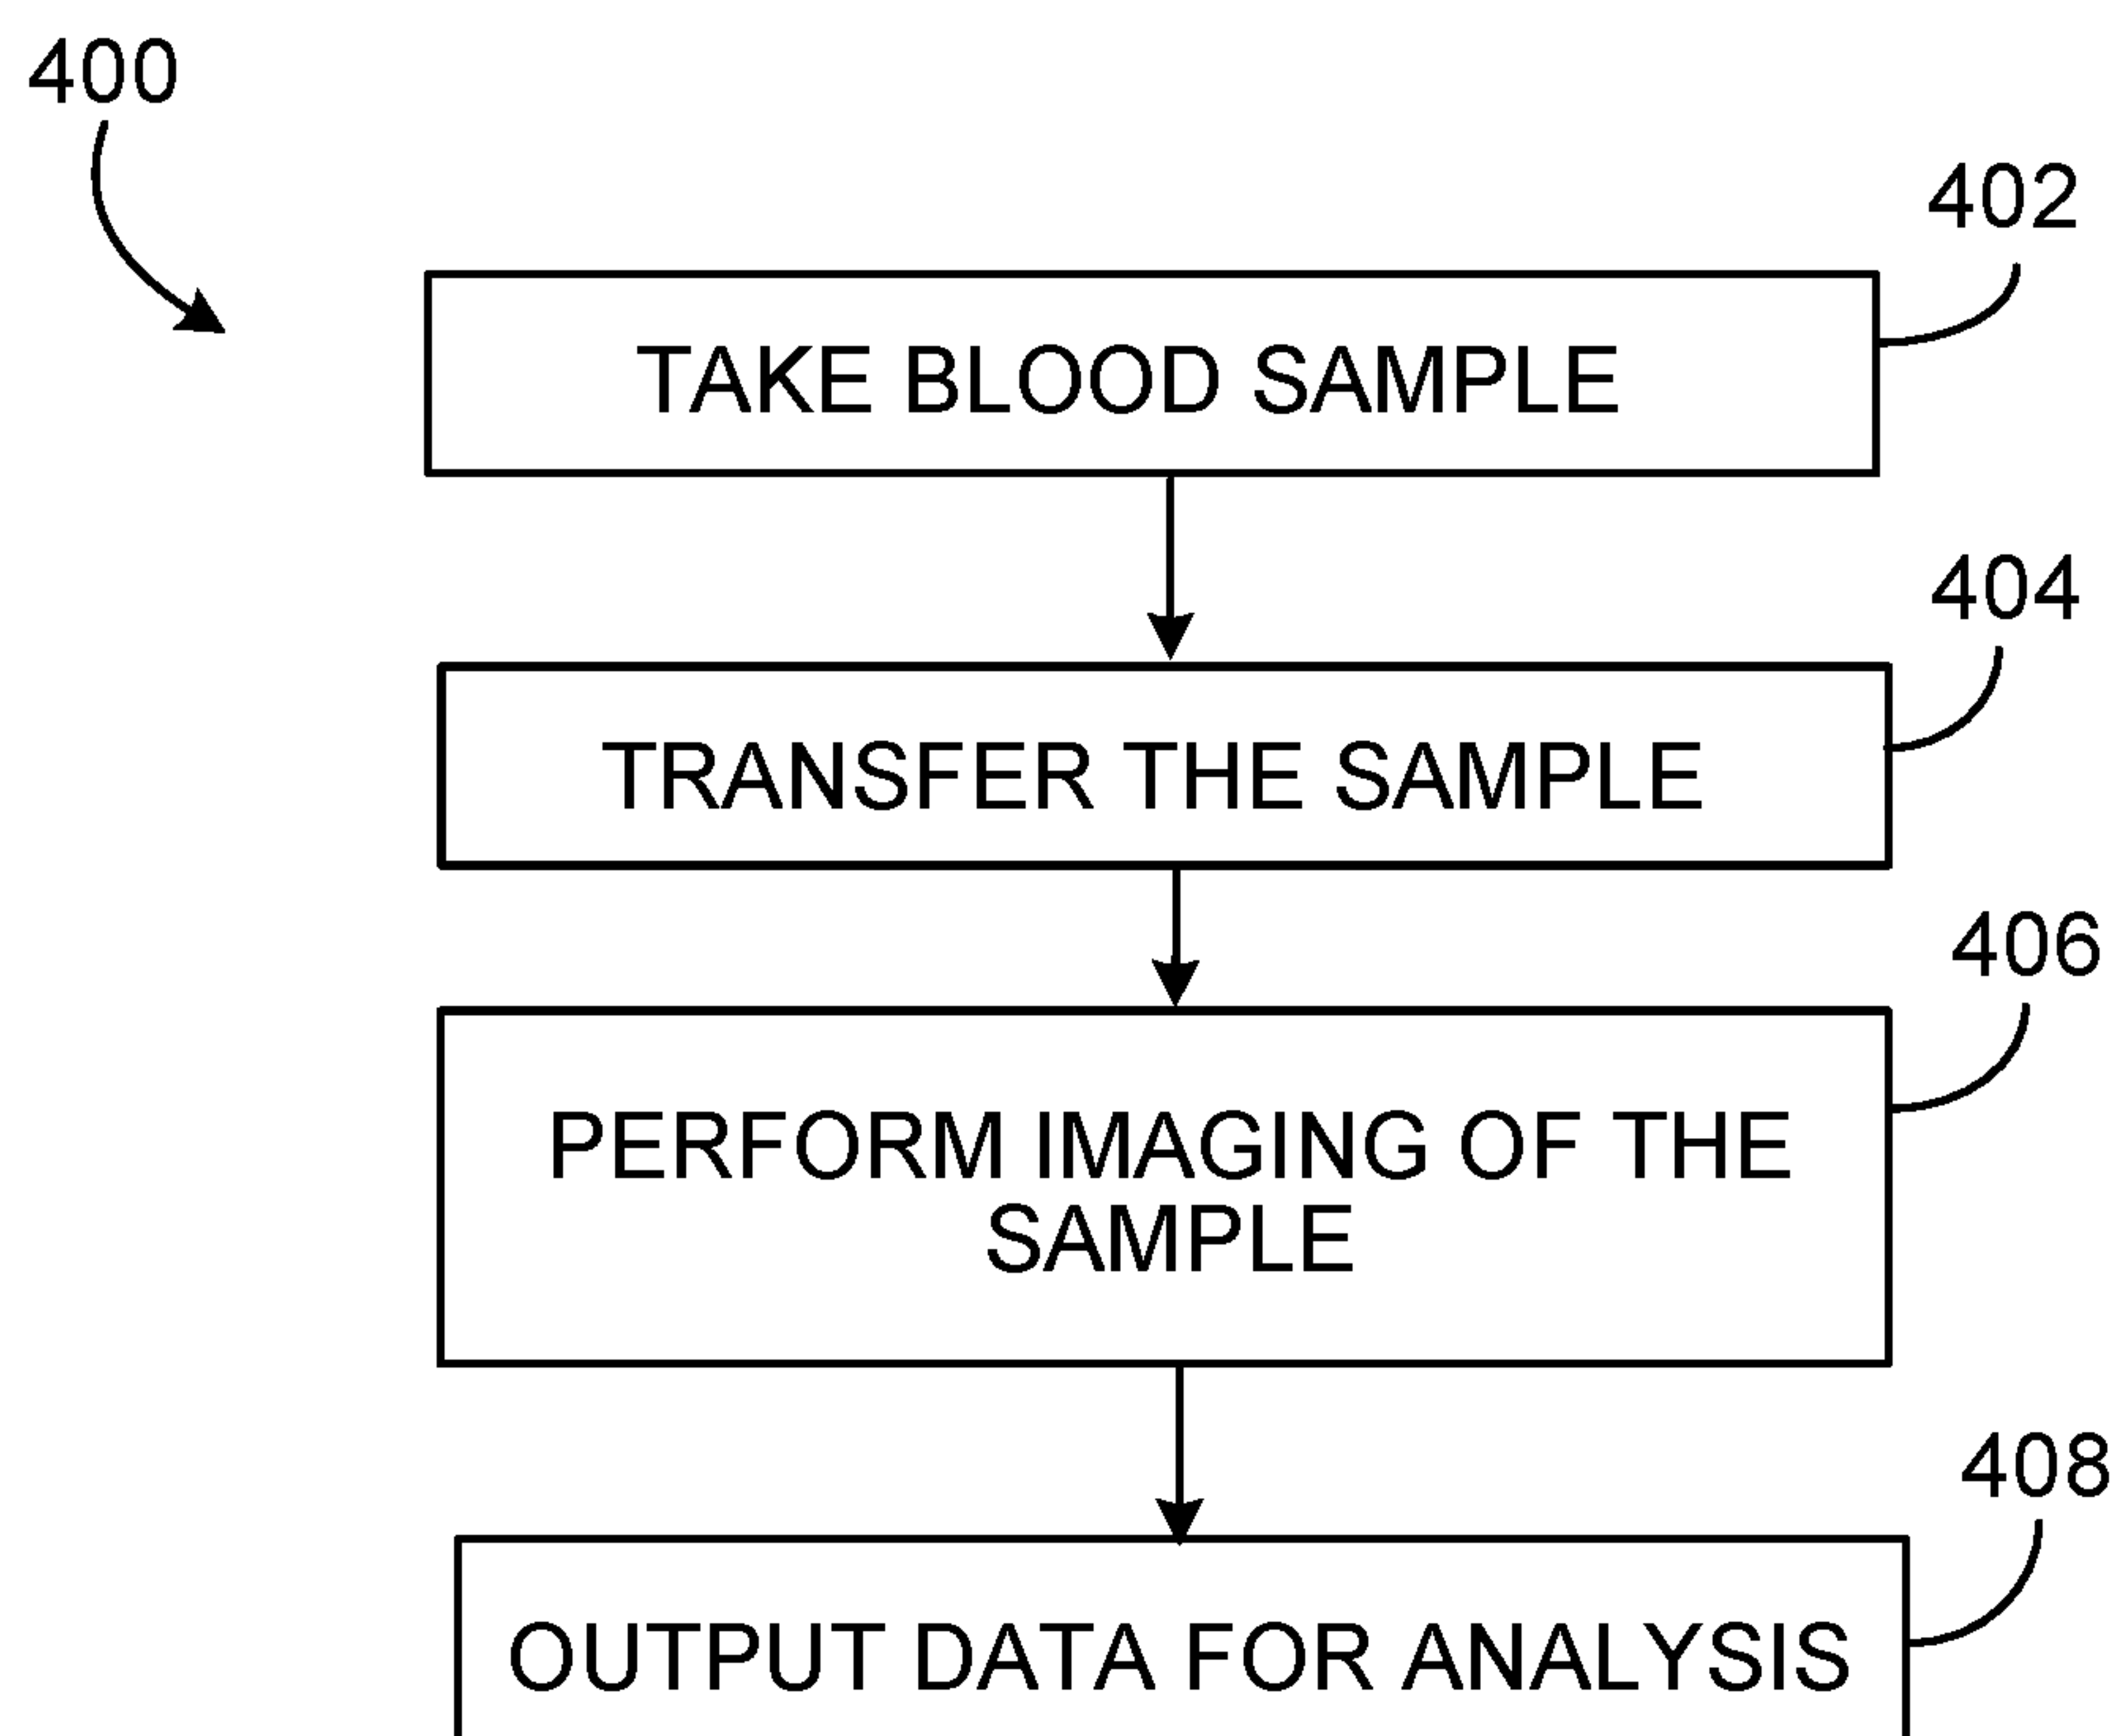 400
402
TAKE BLOOD SAMPLE
404
TRANSFER THE SAMPLE
406
PERFORM IMAGING OF THE
SAMPLE
408
OUTPUT DATA FOR ANALYSIS